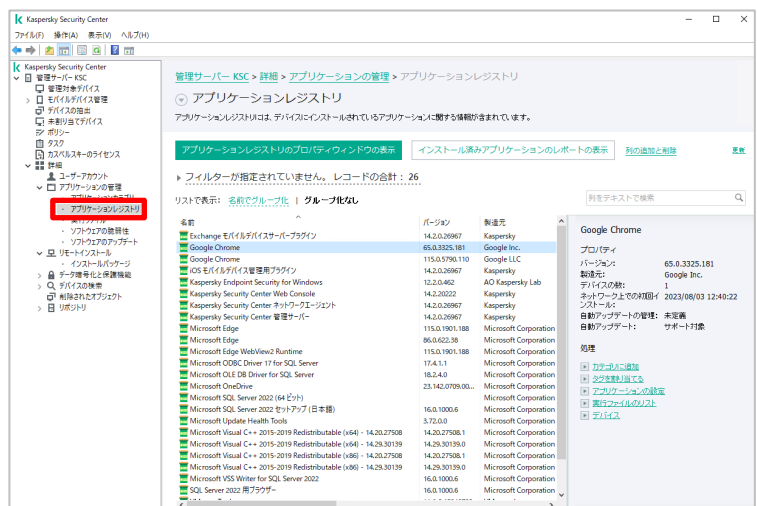 Kaspersky Security Center
ファイル(F) 操作(A) 表示(V) ヘルプ(H)
Kaspersky Security Center
管理サーバー KSC
管理対象デバイス
モバイルデバイス管理
デバイスの抽出
未割り当てデバイス
ポリシー
タスク
カスペルスキーのライセンス
詳細
ユーザーアカウント
アプリケーションの管理
アプリケーションカテゴリ
アプリケーションレジストリ
実行ファイル
ソフトウェアの脆弱性
ソフトウェアのアップデート
リモートインストール
インストールパッケージ
データ暗号化と保護機能
デバイスの検索
削除されたオブジェクト
リポジトリ
管理サーバー KSC > 詳細 > アプリケーションの管理 > アプリケーションレジストリ
アプリケーションレジストリ
アプリケーションレジストリには、デバイスにインストールされているアプリケーションに関する情報が含まれています。
アプリケーションレジストリのプロパティウィンドウの表示 インストール済みアプリケーションのレポートの表示 列の追加と削除 更新
フィルターが指定されていません。 レコードの合計: 26
リストで表示: 名前でグループ化 | グループ化なし 列をテキストで検索
名前 バージョン 製造元
Exchange モバイルデバイスサーバープラグイン 14.2.0.26967 Kaspersky
Google Chrome 65.0.3325.181 Google Inc.
Google Chrome 115.0.5790.110 Google LLC
iOS モバイルデバイス管理用プラグイン 14.2.0.26967 Kaspersky
Kaspersky Endpoint Security for Windows 12.2.0.462 AO Kaspersky Lab
Kaspersky Security Center Web Console 14.2.20222 Kaspersky
Kaspersky Security Center ネットワークエージェント 14.2.0.26967 Kaspersky
Kaspersky Security Center 管理サーバー 14.2.0.26967 Kaspersky
Microsoft Edge 115.0.1901.188 Microsoft Corporation
Microsoft Edge 86.0.622.38 Microsoft Corporation
Microsoft Edge WebView2 Runtime 115.0.1901.188 Microsoft Corporation
Microsoft ODBC Driver 17 for SQL Server 17.4.1.1 Microsoft Corporation
Microsoft OLE DB Driver for SQL Server 18.2.4.0 Microsoft Corporation
Microsoft OneDrive 23.142.0709.00... Microsoft Corporation
Microsoft SQL Server 2022 (64 ビット) Microsoft Corporation
Microsoft SQL Server 2022 セットアップ (日本語) 16.0.1000.6 Microsoft Corporation
Microsoft Update Health Tools 3.72.0.0 Microsoft Corporation
Microsoft Visual C++ 2015-2019 Redistributable (x64) - 14.20.27508 14.20.27508.1 Microsoft Corporation
Microsoft Visual C++ 2015-2019 Redistributable (x64) - 14.29.30139 14.29.30139.0 Microsoft Corporation
Microsoft Visual C++ 2015-2019 Redistributable (x86) - 14.20.27508 14.20.27508.1 Microsoft Corporation
Microsoft Visual C++ 2015-2019 Redistributable (x86) - 14.29.30139 14.29.30139.0 Microsoft Corporation
Microsoft VSS Writer for SQL Server 2022 16.0.1000.6 Microsoft Corporation
SQL Server 2022 用ブラウザー 16.0.1000.6 Microsoft Corporation
Google Chrome
プロパティ
バージョン: 65.0.3325.181
製造元: Google Inc.
デバイスの数: 1
ネットワーク上での初回イ 2023/08/03 12:40:22
ンストール:
自動アップデートの管理: 未定義
自動アップデート: サポート対象
処理
カテゴリに追加
タグを割り当てる
アプリケーションの設定
実行ファイルのリスト
デバイス